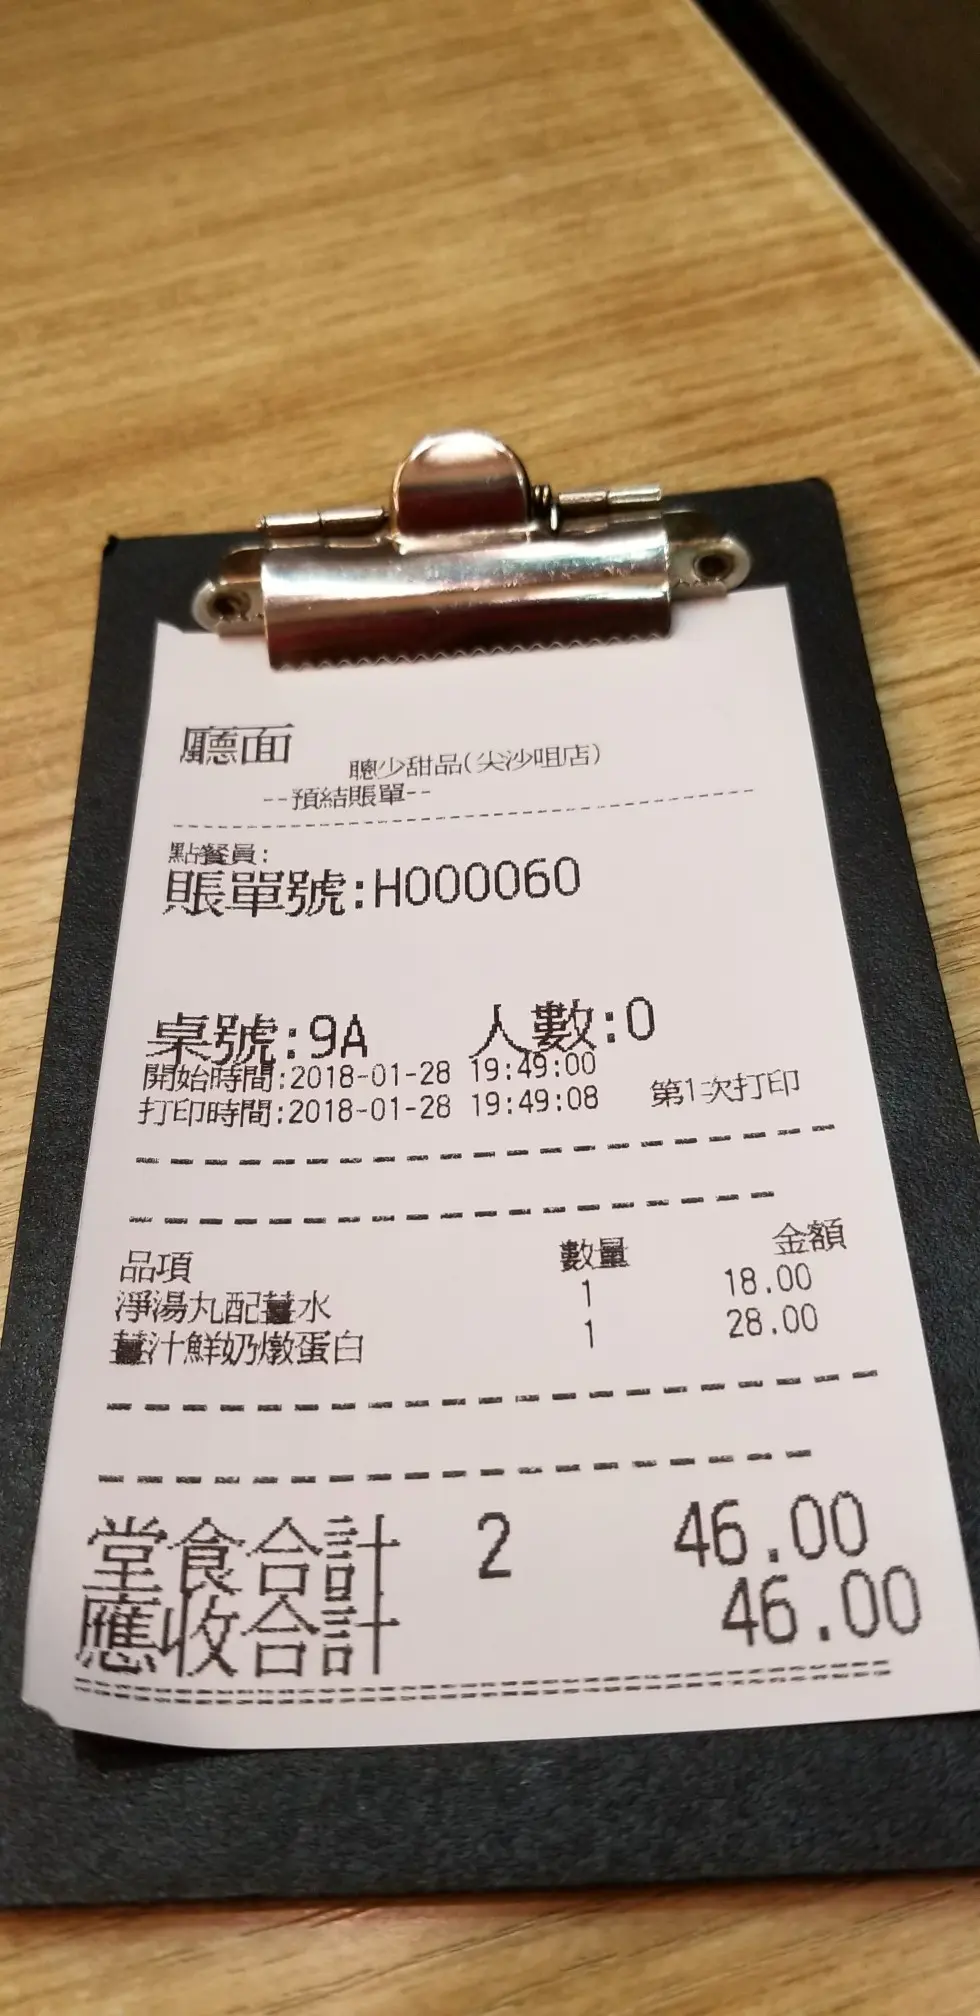 廳面
聰少甜品(尖沙咀店)
--預結賬單--
點餐員:
賬單號:H000060
桌號:9A 人數:0
開始時間:2018-01-28 19:49:00
打印時間:2018-01-28 19:49:08 第1次打印
品項 數量 金額
淨湯丸配薑水 1 18.00
薑汁鮮奶燉蛋白 1 28.00
堂食合計 2 46.00
應收合計 46.00